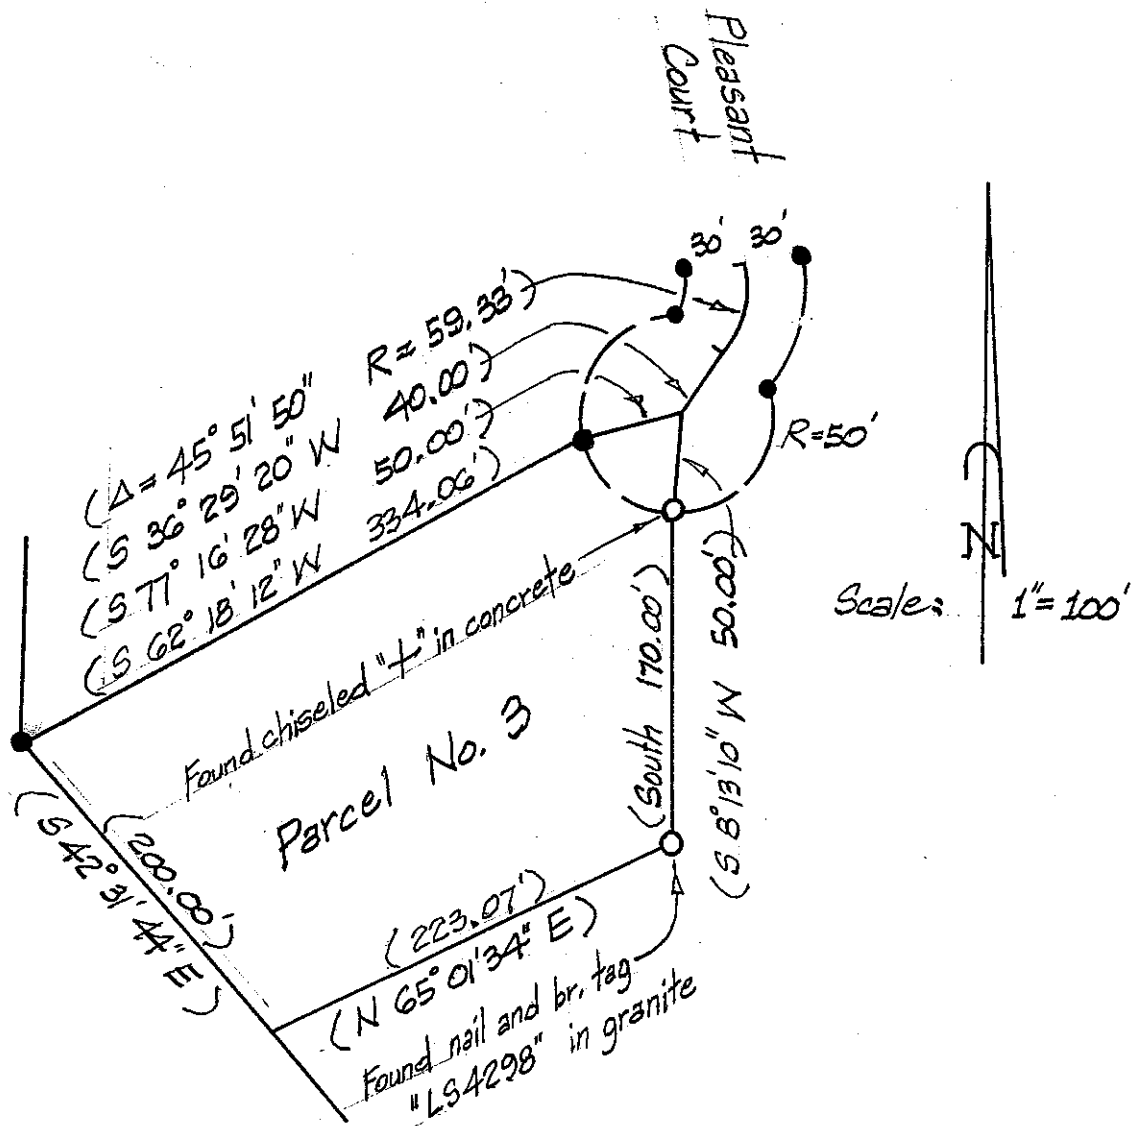 Pleasant
Court
30' 30'
(Δ = 45° 51' 50" R = 59.33')
(S 36° 29' 20" W 40.00')
(S 77° 16' 28" W 50.00')
(S 62° 18' 12" W 334.06')
R=50'
N
Scale: 1"=100'
Found chiseled "+" in concrete
Parcel No. 3
(South 170.00')
(S 8° 13' 10" W 50.00')
(200.00')
(S 42° 31' 44" E)
(223.07')
(N 65° 01' 34" E)
Found nail and br. tag
"LS4298" in granite